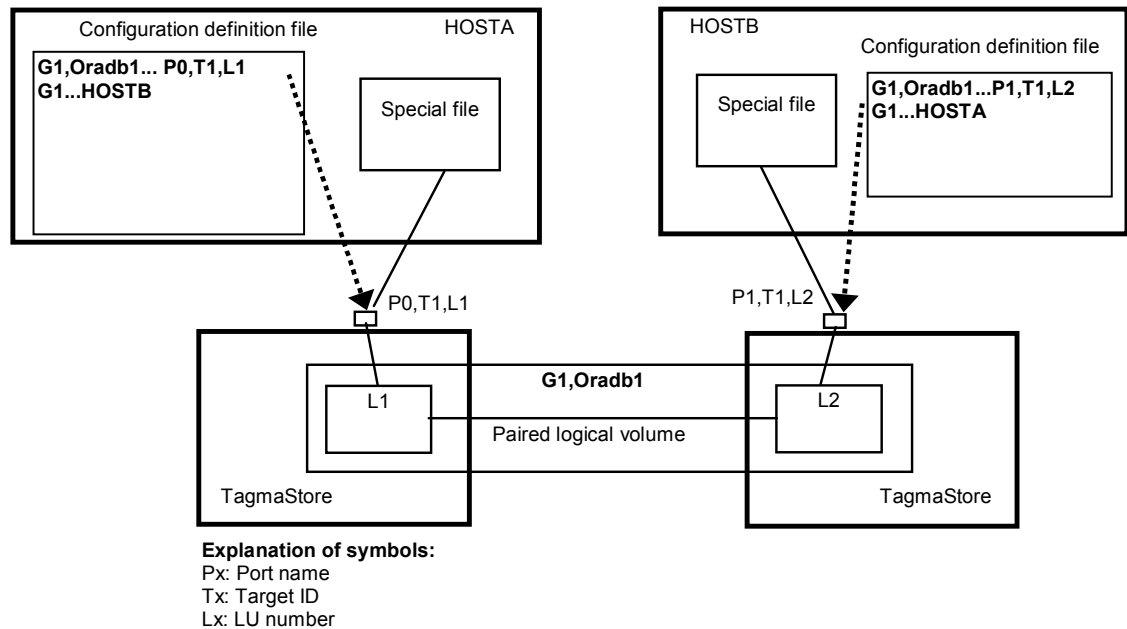 Configuration definition file
HOSTA
G1,Oradb1... P0,T1,L1
G1...HOSTB
Special file
HOSTB
Configuration definition file
Special file
G1,Oradb1...P1,T1,L2
G1...HOSTA
P0,T1,L1
P1,T1,L2
G1,Oradb1
L1
L2
Paired logical volume
TagmaStore
TagmaStore
Explanation of symbols:
Px: Port name
Tx: Target ID
Lx: LU number